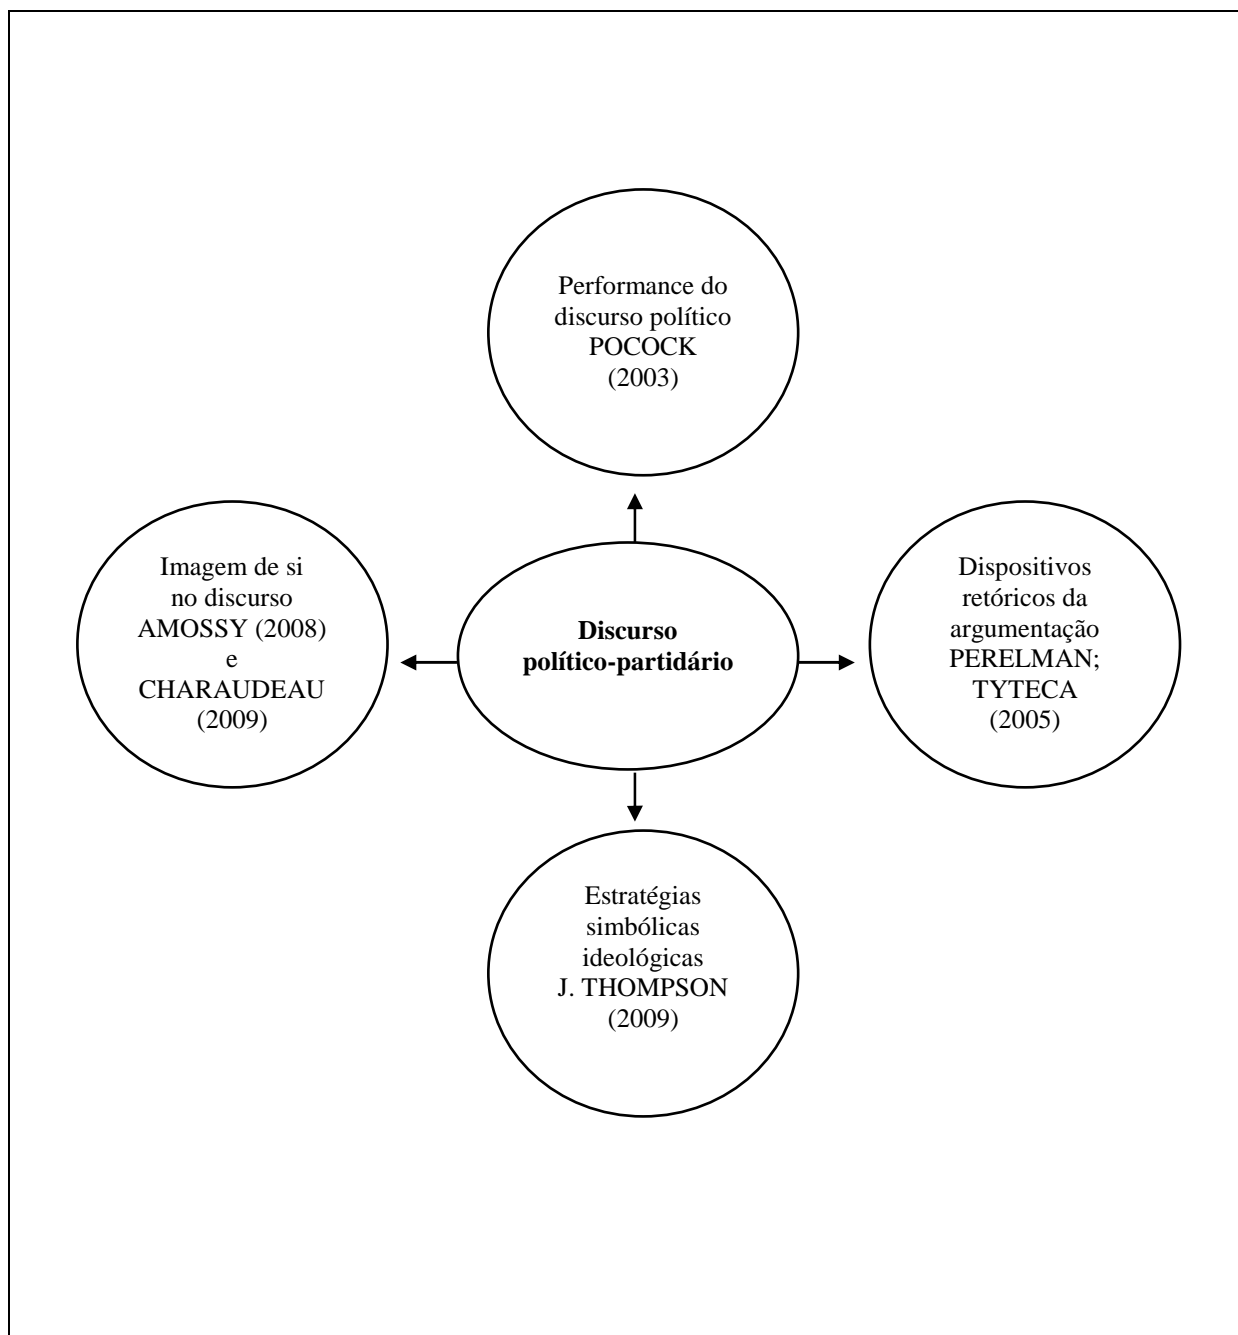 Performance do
discurso político
POCOCK
(2003)
Imagem de si
no discurso
AMOSSY (2008)
e
CHARAUDEAU
(2009)
Discurso
político-partidário
Dispositivos
retóricos da
argumentação
PERELMAN;
TYTECA
(2005)
Estratégias
simbólicas
ideológicas
J. THOMPSON
(2009)